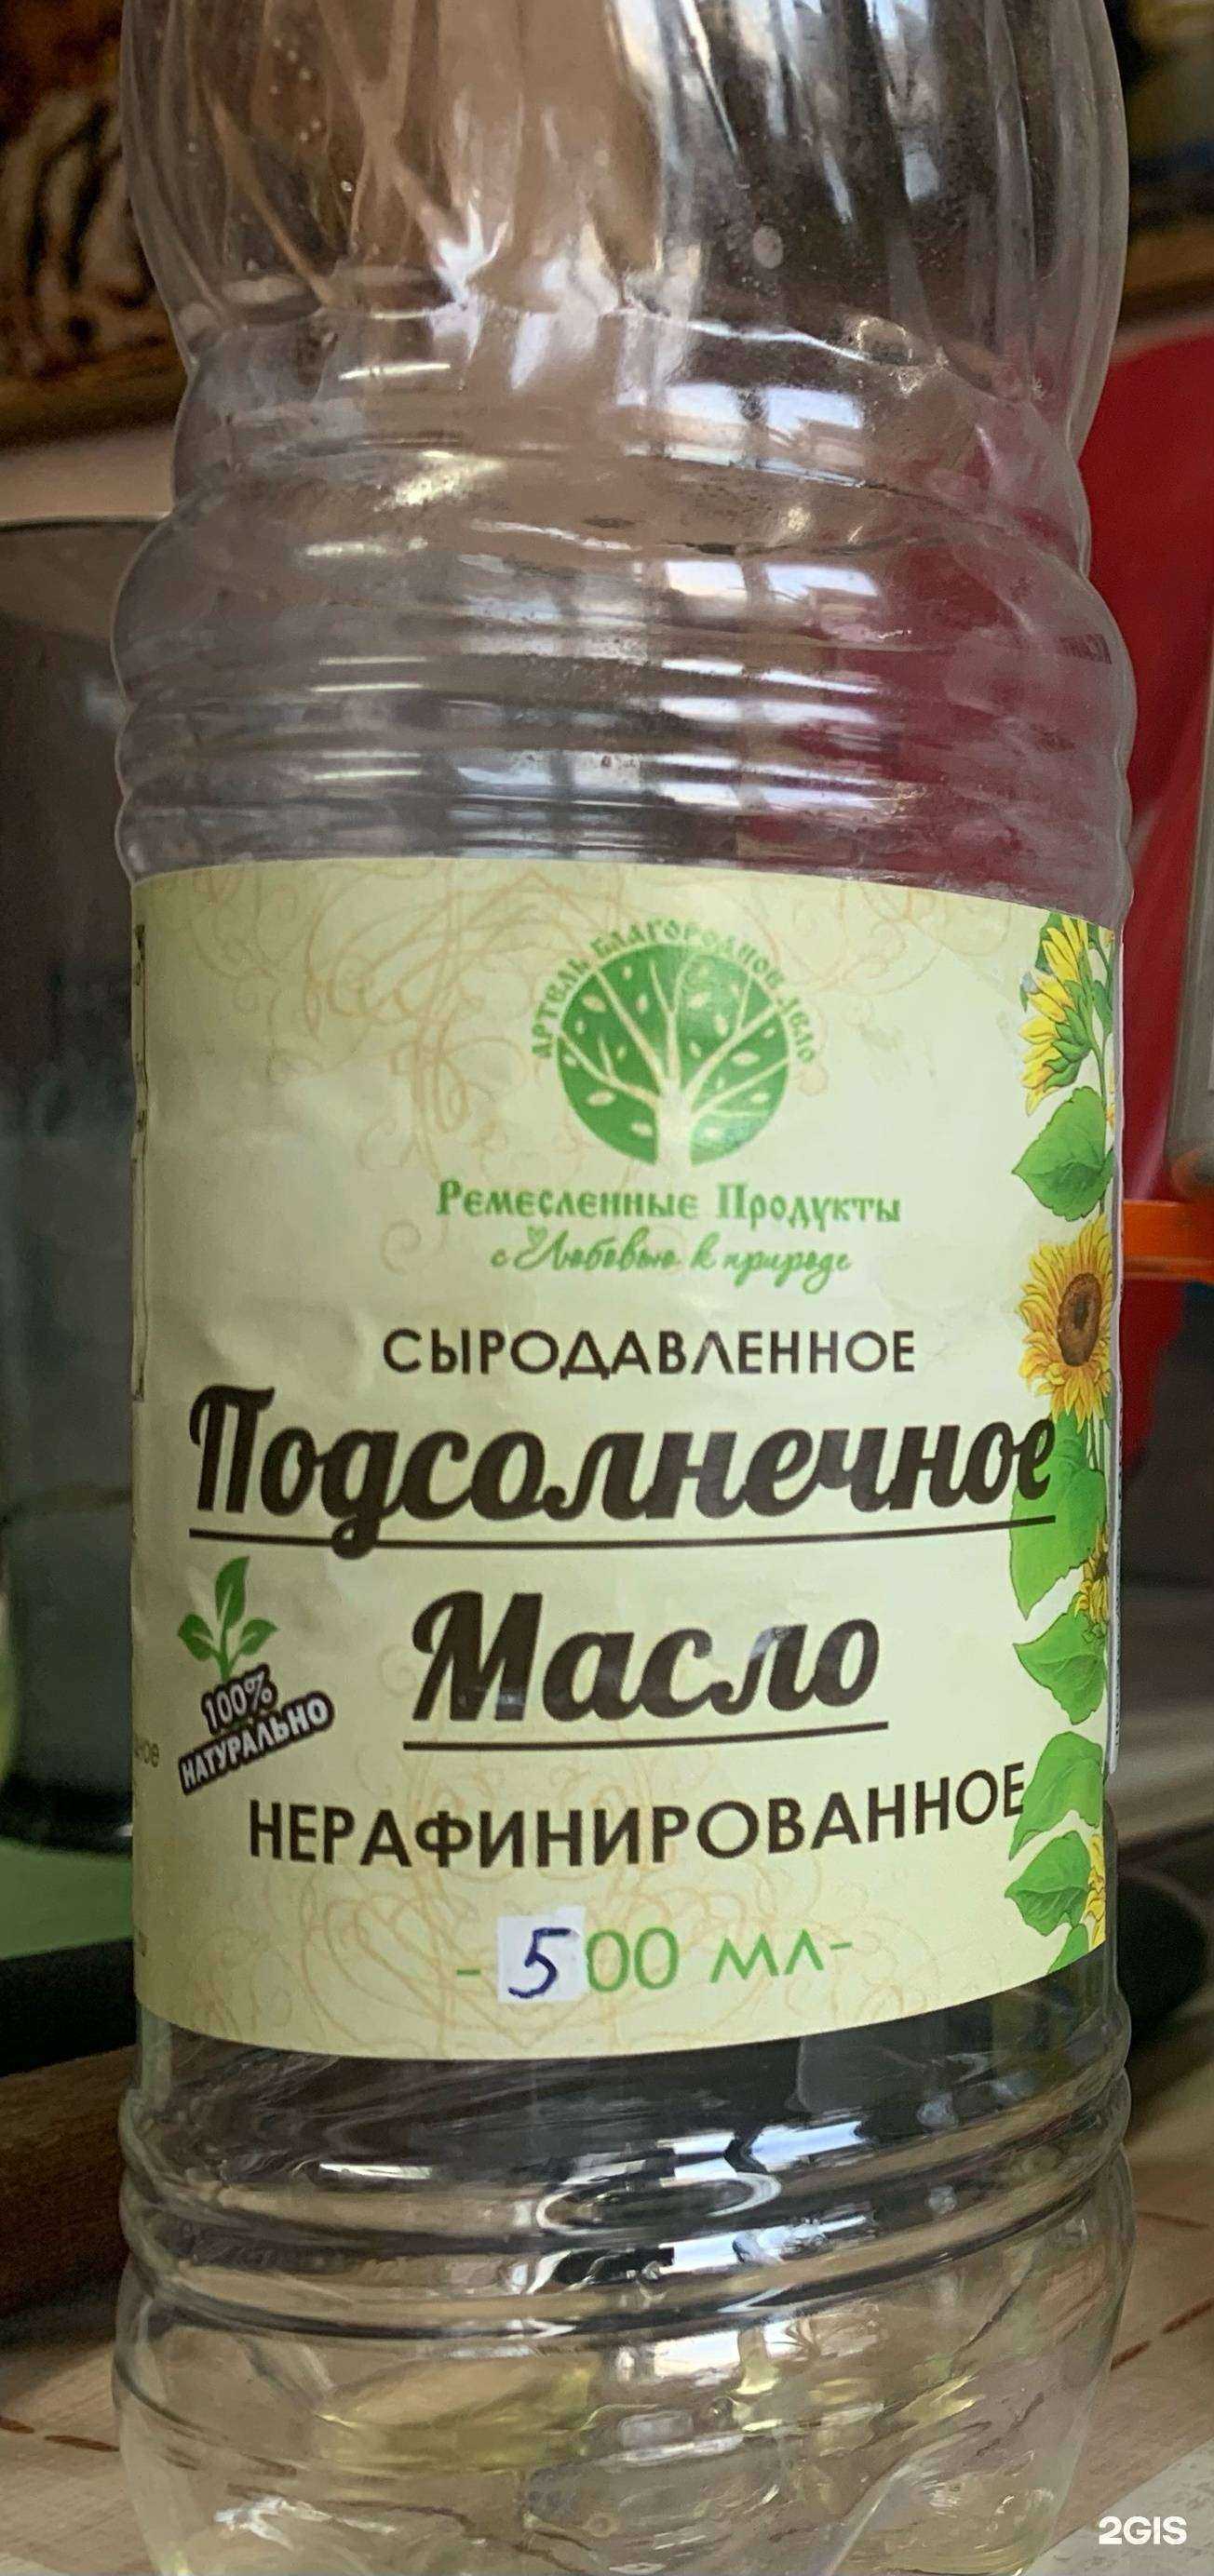 АРТЕЛЬ БЛАГОРОДНОЕ ДЕЛО
Ремесленные Продукты
с Любовью к природе
СЫРОДАВЛЕННОЕ
Подсолнечное
Масло
100%
НАТУРАЛЬНО
НЕРАФИНИРОВАННОЕ
- 500 мл-
2GIS